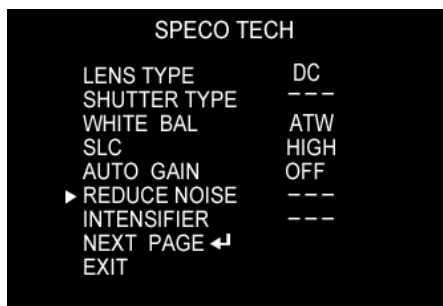 SPECO TECH
LENS TYPE DC
SHUTTER TYPE ---
WHITE BAL ATW
SLC HIGH
AUTO GAIN OFF
▶ REDUCE NOISE ---
INTENSIFIER ---
NEXT PAGE ↵
EXIT